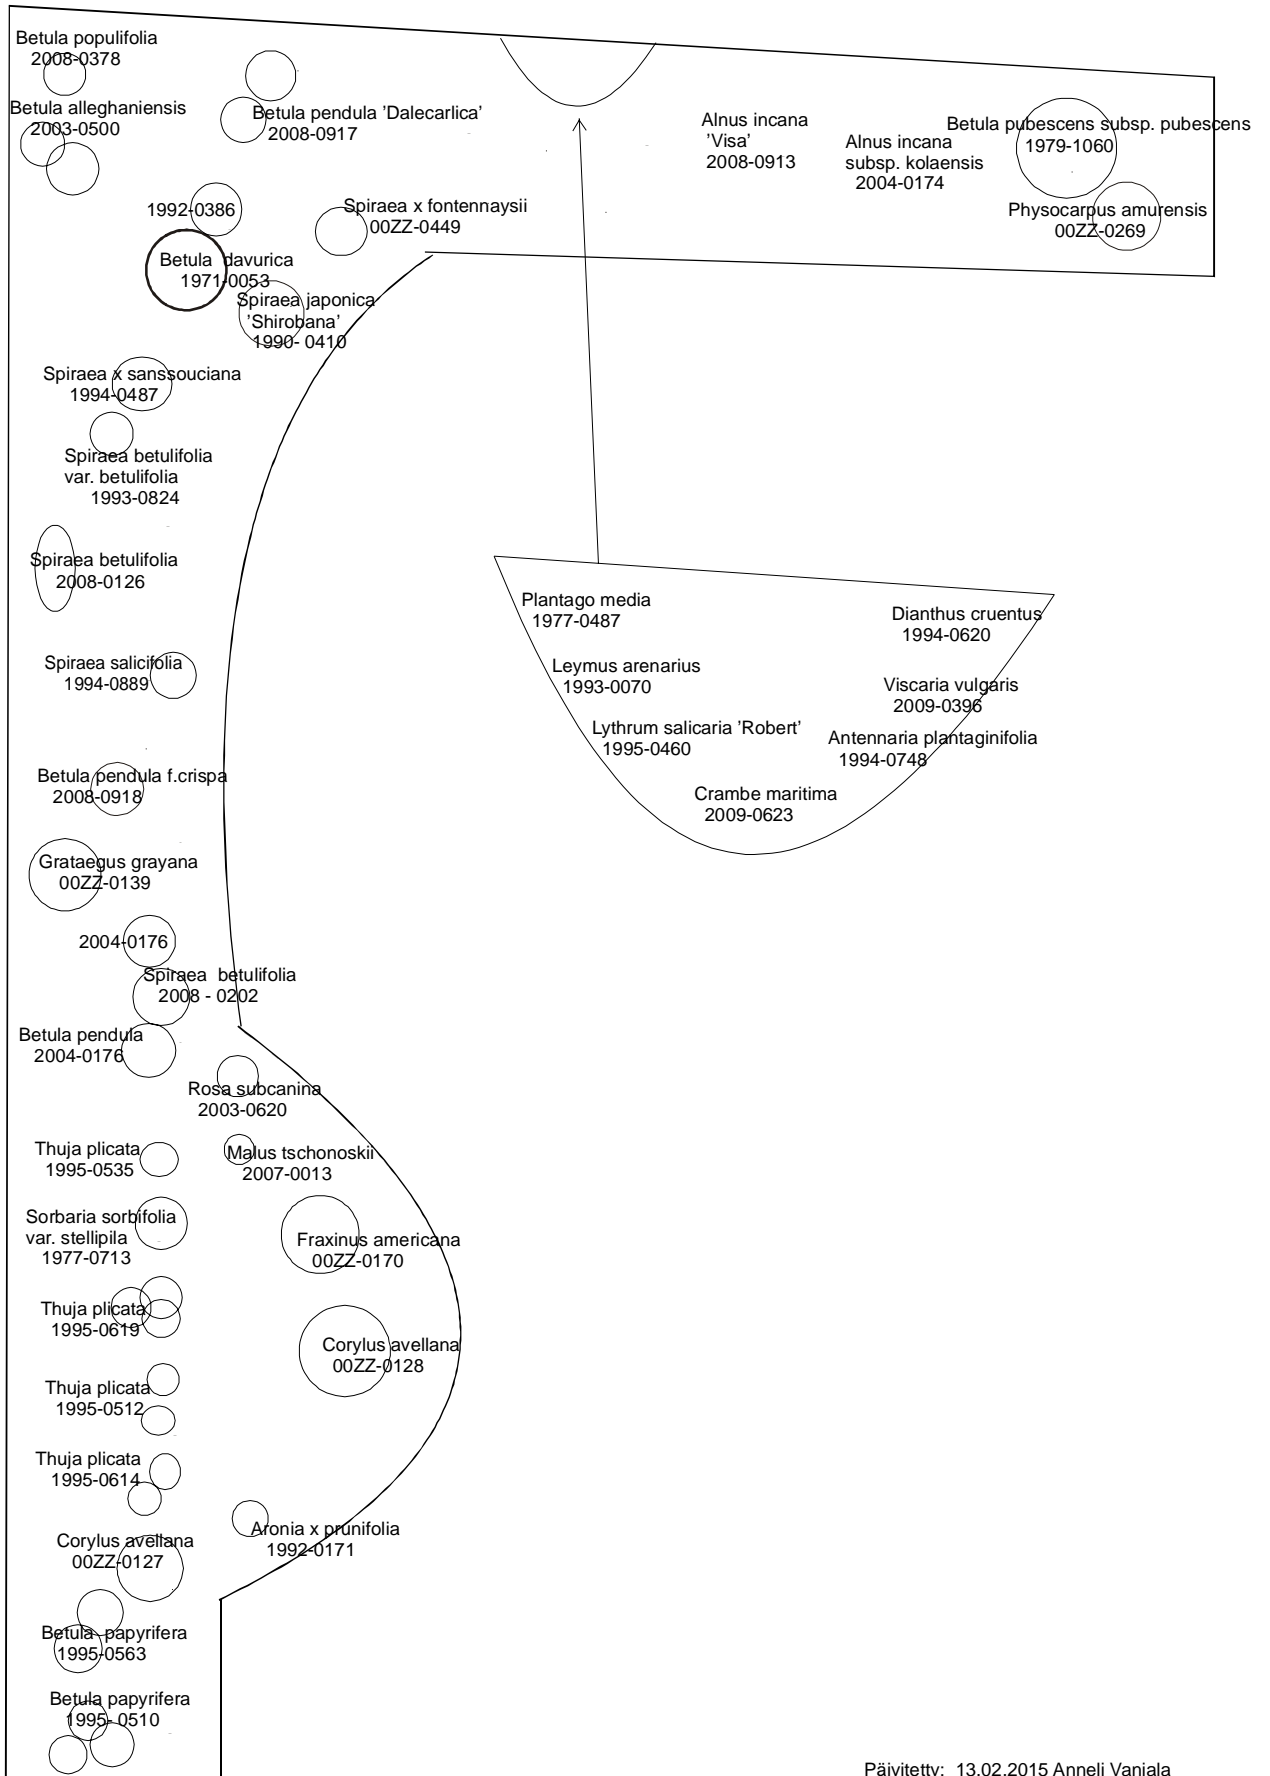 Betula populifolia
2008-0378
Betula alleghaniensis
2003-0500
Betula pendula ’Dalecarlica’
2008-0917
Alnus incana
’Visa’
2008-0913
Alnus incana
subsp. kolaensis
2004-0174
Betula pubescens subsp. pubescens
1979-1060
Physocarpus amurensis
00ZZ-0269
1992-0386
Spiraea x fontennaysii
00ZZ-0449
Betula davurica
1971-0053
Spiraea japonica
’Shirobana’
1990- 0410
Spiraea x sanssouciana
1994-0487
Spiraea betulifolia
var. betulifolia
1993-0824
Spiraea betulifolia
2008-0126
Plantago media
1977-0487
Dianthus cruentus
1994-0620
Leymus arenarius
1993-0070
Viscaria vulgaris
2009-0396
Lythrum salicaria ’Robert’
1995-0460
Antennaria plantaginifolia
1994-0748
Crambe maritima
2009-0623
Spiraea salicifolia
1994-0889
Betula pendula f.crispa
2008-0918
Grataegus grayana
00ZZ-0139
2004-0176
Spiraea betulifolia
2008 - 0202
Betula pendula
2004-0176
Rosa subcanina
2003-0620
Thuja plicata
1995-0535
Malus tschonoskii
2007-0013
Sorbaria sorbifolia
var. stellipila
1977-0713
Fraxinus americana
00ZZ-0170
Thuja plicata
1995-0619
Corylus avellana
00ZZ-0128
Thuja plicata
1995-0512
Thuja plicata
1995-0614
Aronia x prunifolia
1992-0171
Corylus avellana
00ZZ-0127
Betula papyrifera
1995-0563
Betula papyrifera
1995- 0510
Päivitetty: 13.02.2015 Anneli Vaniala